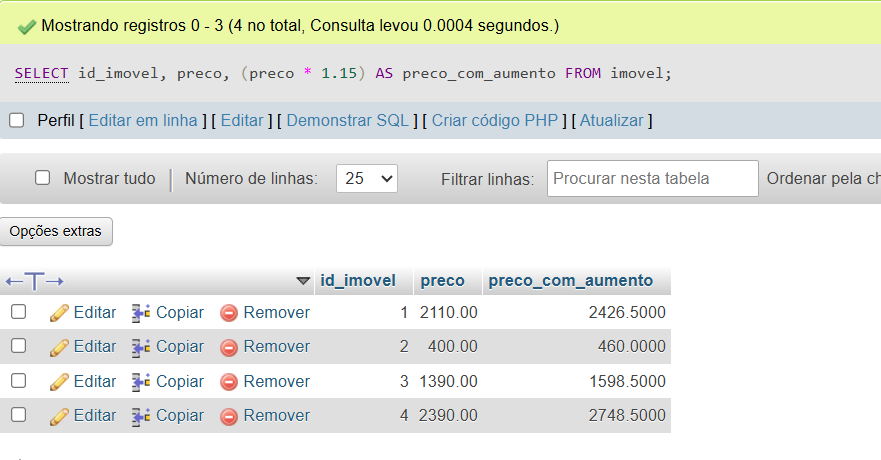 Mostrando registros 0 - 3 (4 no total, Consulta levou 0.0004 segundos.)
SELECT id_imovel, preco, (preco * 1.15) AS preco_com_aumento FROM imovel;
Perfil [ Editar em linha ] [ Editar ] [ Demonstrar SQL ] [ Criar código PHP ] [ Atualizar ]
Mostrar tudo | Número de linhas: 25 Filtrar linhas: Procurar nesta tabela Ordenar pela ch
Opções extras
←T→ id_imovel preco preco_com_aumento
Editar Copiar Remover 1 2110.00 2426.5000
Editar Copiar Remover 2 400.00 460.0000
Editar Copiar Remover 3 1390.00 1598.5000
Editar Copiar Remover 4 2390.00 2748.5000